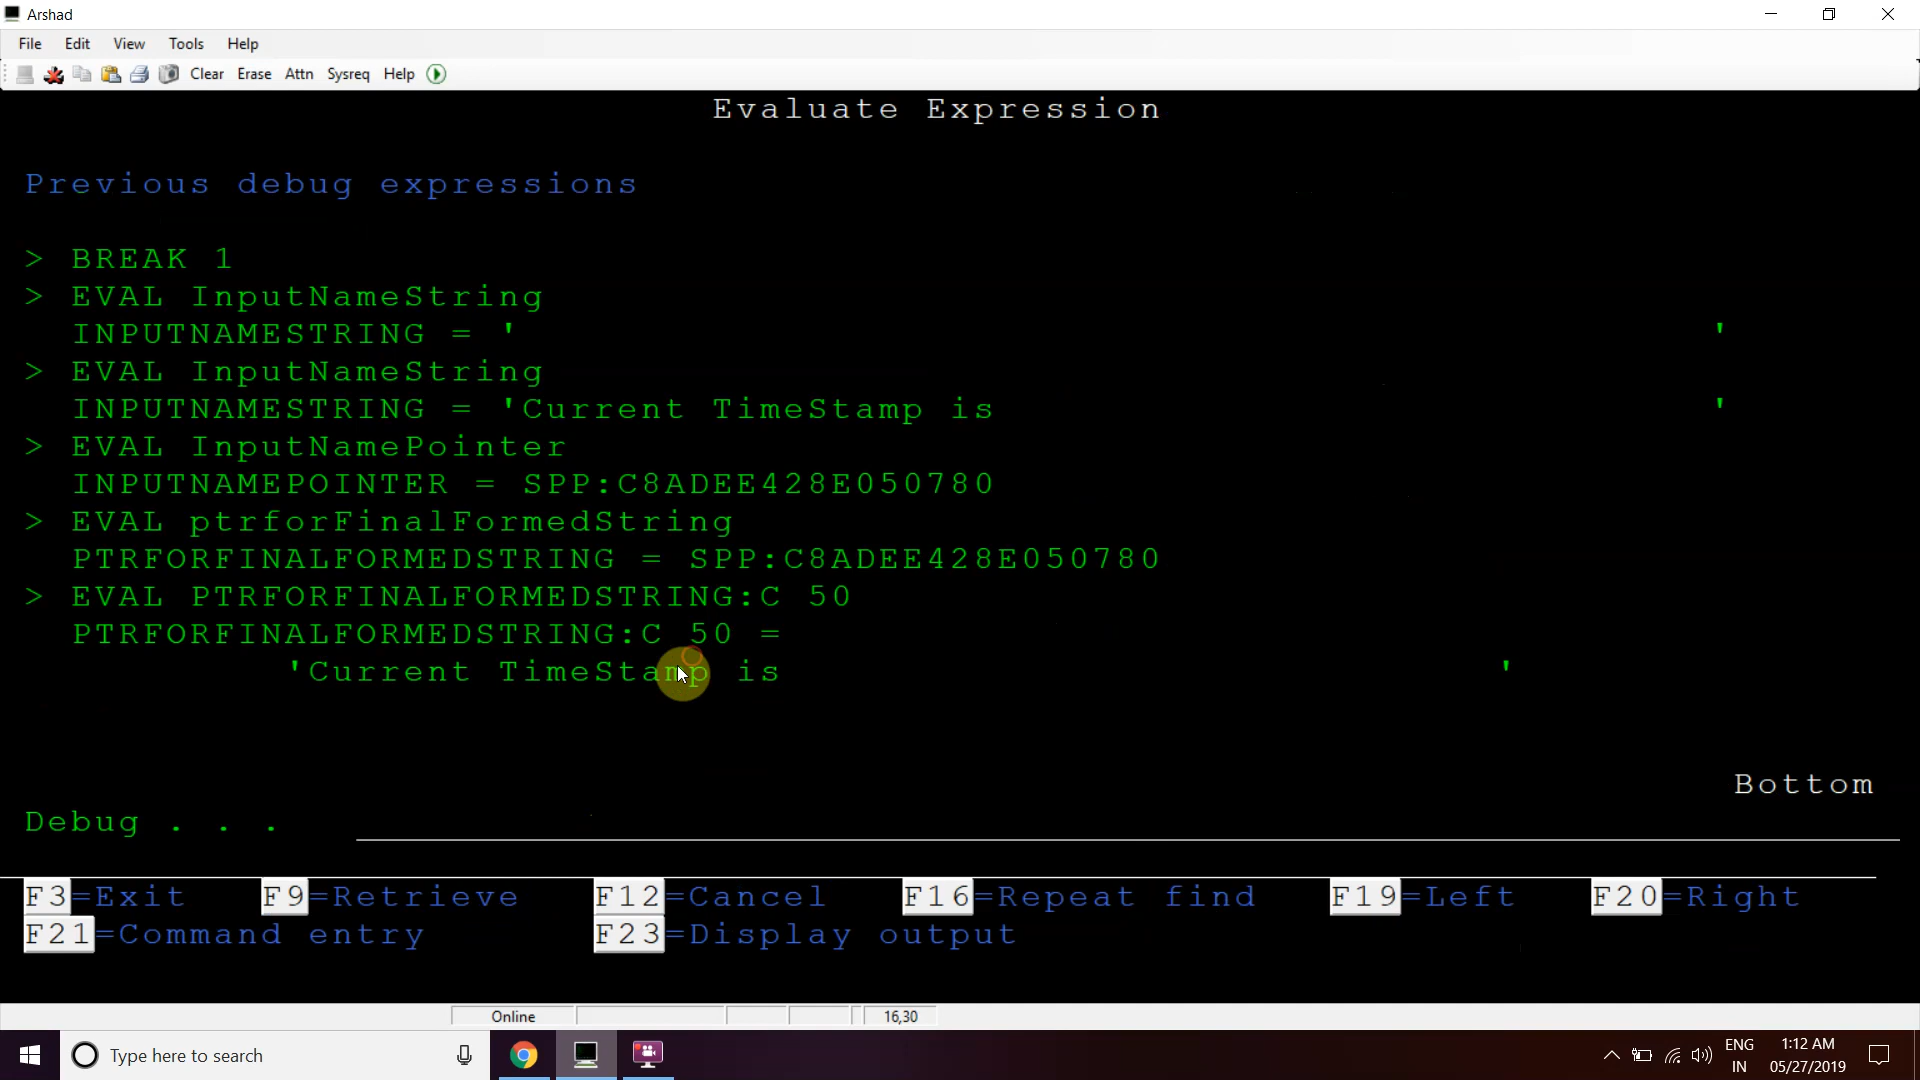 Arshad
File Edit View Tools Help
Clear Erase Attn Sysreq Help
Evaluate Expression
Previous debug expressions
> BREAK 1
> EVAL InputNameString
INPUTNAMESTRING = ' '
> EVAL InputNameString
INPUTNAMESTRING = 'Current TimeStamp is '
> EVAL InputNamePointer
INPUTNAMEPOINTER = SPP:C8ADEE428E050780
> EVAL ptrforFinalFormedString
PTRFORFINALFORMEDSTRING = SPP:C8ADEE428E050780
> EVAL PTRFORFINALFORMEDSTRING:C 50
PTRFORFINALFORMEDSTRING:C 50 =
'Current TimeStamp is '
Bottom
Debug . . .
F3=Exit F9=Retrieve F12=Cancel F16=Repeat find F19=Left F20=Right
F21=Command entry F23=Display output
Online 16,30
Type here to search
ENG 1:12 AM
IN 05/27/2019